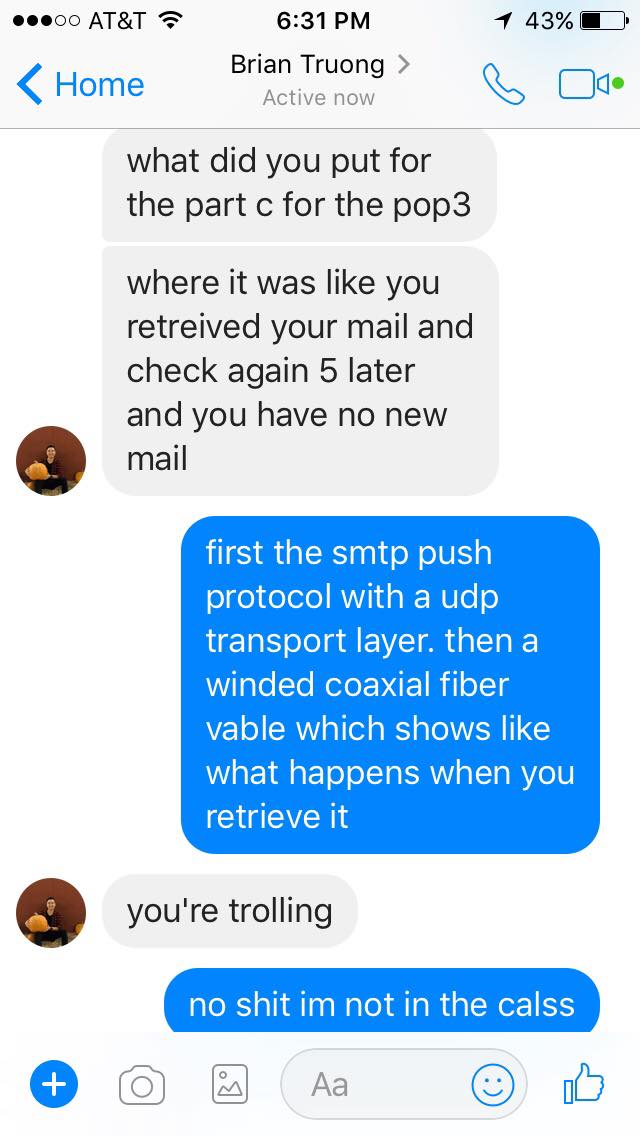 AT&T 6:31 PM 43%
Home Brian Truong
Active now
what did you put for
the part c for the pop3
where it was like you
retreived your mail and
check again 5 later
and you have no new
mail
first the smtp push
protocol with a udp
transport layer. then a
winded coaxial fiber
vable which shows like
what happens when you
retrieve it
you're trolling
no shit im not in the calss
Aa